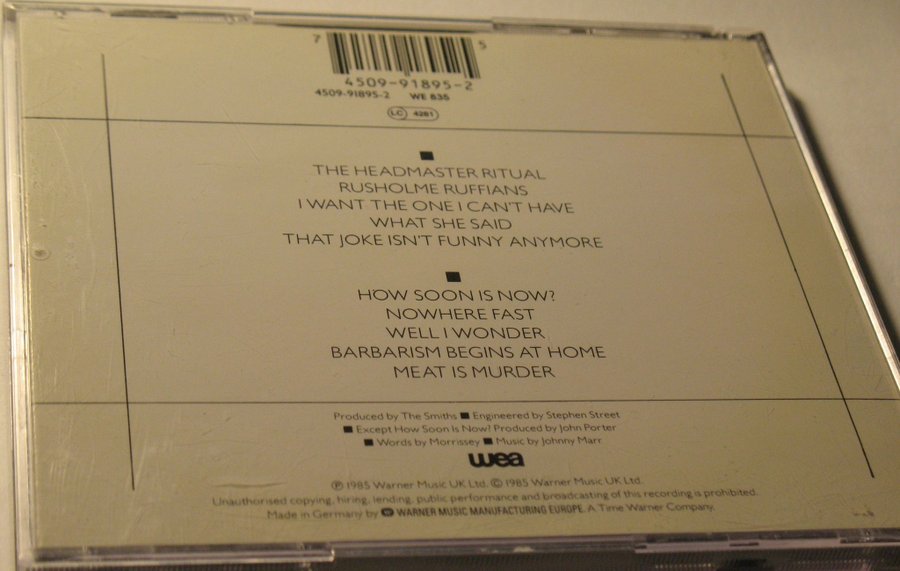 7 5
4509-91895-2
4509-91895-2 WE 835
LC 4281
THE HEADMASTER RITUAL
RUSHOLME RUFFIANS
I WANT THE ONE I CAN'T HAVE
WHAT SHE SAID
THAT JOKE ISN'T FUNNY ANYMORE
HOW SOON IS NOW?
NOWHERE FAST
WELL I WONDER
BARBARISM BEGINS AT HOME
MEAT IS MURDER
Produced by The Smiths ■ Engineered by Stephen Street
■ Except How Soon Is Now? Produced by John Porter
■ Words by Morrissey ■ Music by Johnny Marr
wea
℗ 1985 Warner Music UK Ltd. © 1985 Warner Music UK Ltd.
Unauthorised copying, hiring, lending, public performance and broadcasting of this recording is prohibited.
Made in Germany by WARNER MUSIC MANUFACTURING EUROPE. A Time Warner Company.